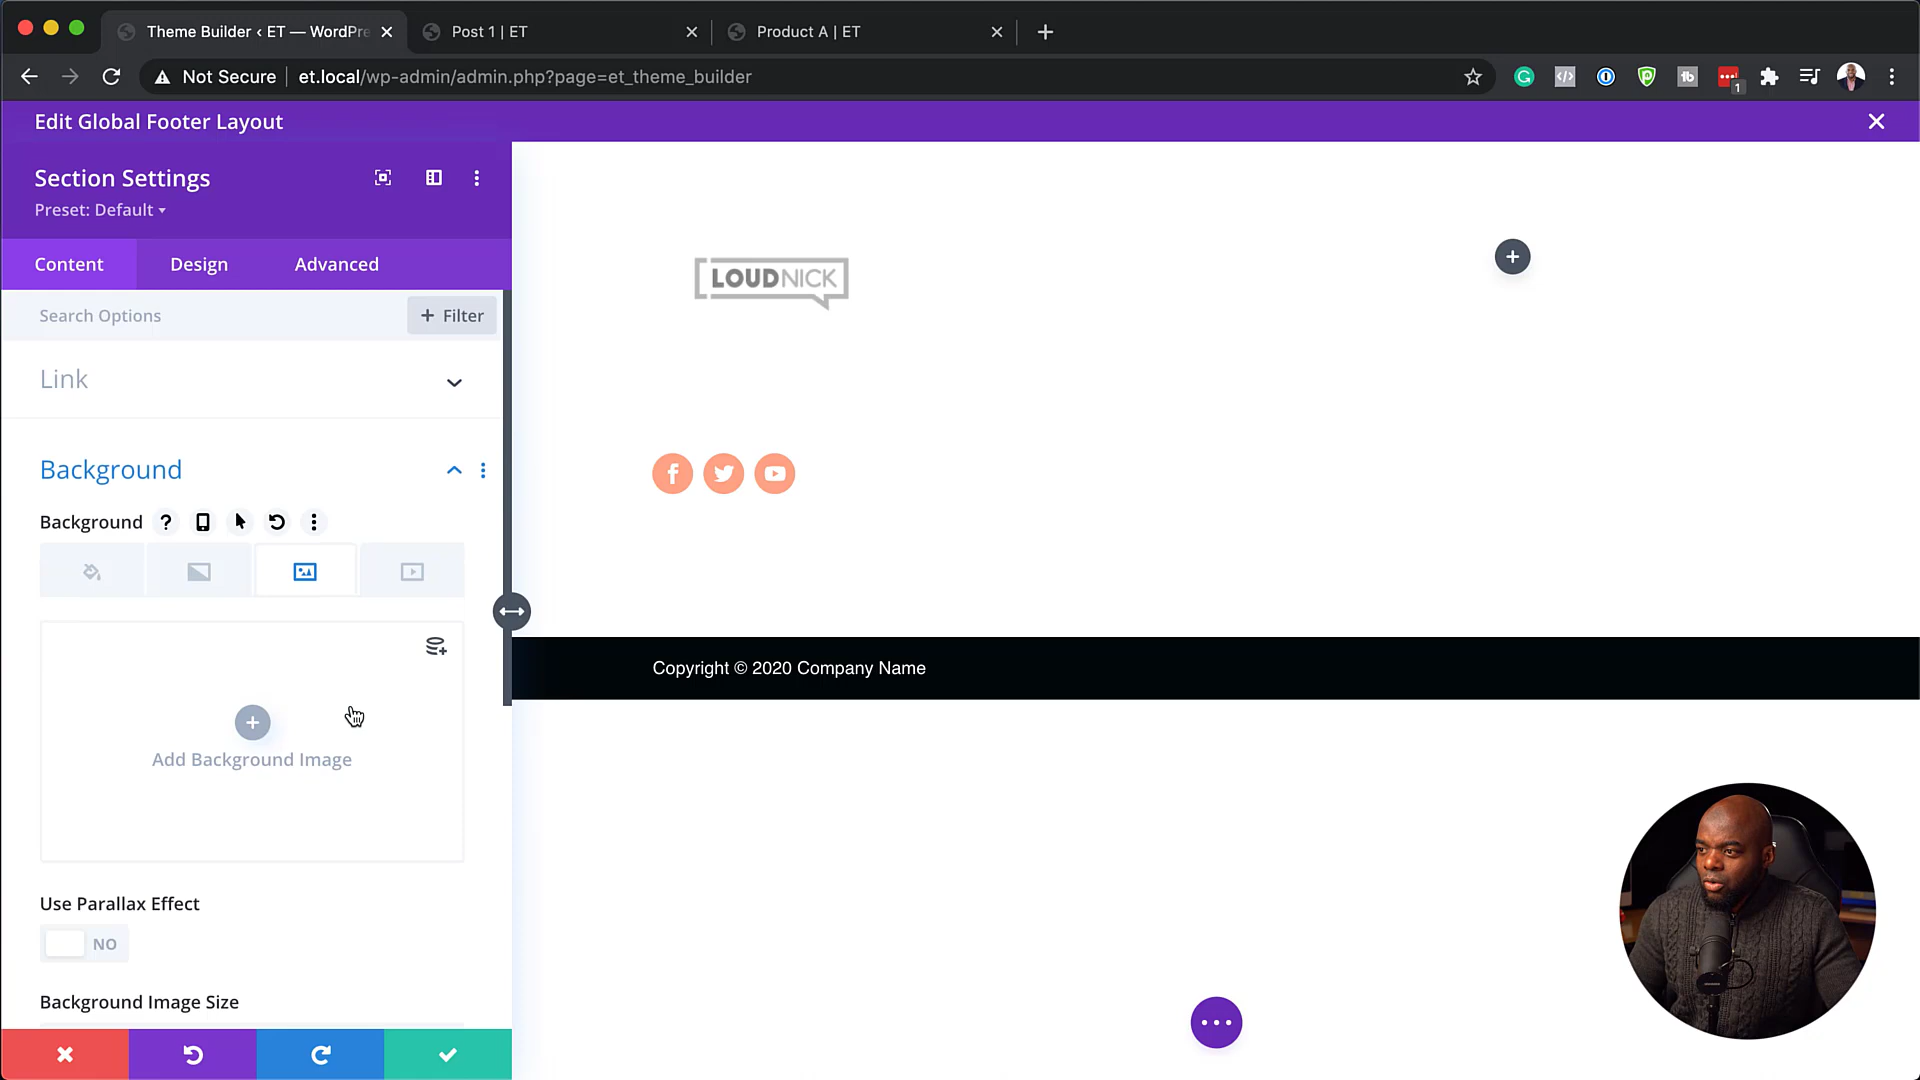 Theme Builder ‹ ET — WordPre
Post 1 | ET
Product A | ET
Not Secure
et.local/wp-admin/admin.php?page=et_theme_builder
1
Edit Global Footer Layout
Section Settings
Preset: Default
Content
Design
Advanced
Search Options
+ Filter
Link
Background
Background
Add Background Image
Use Parallax Effect
NO
Background Image Size
LOUDNICK
Copyright © 2020 Company Name